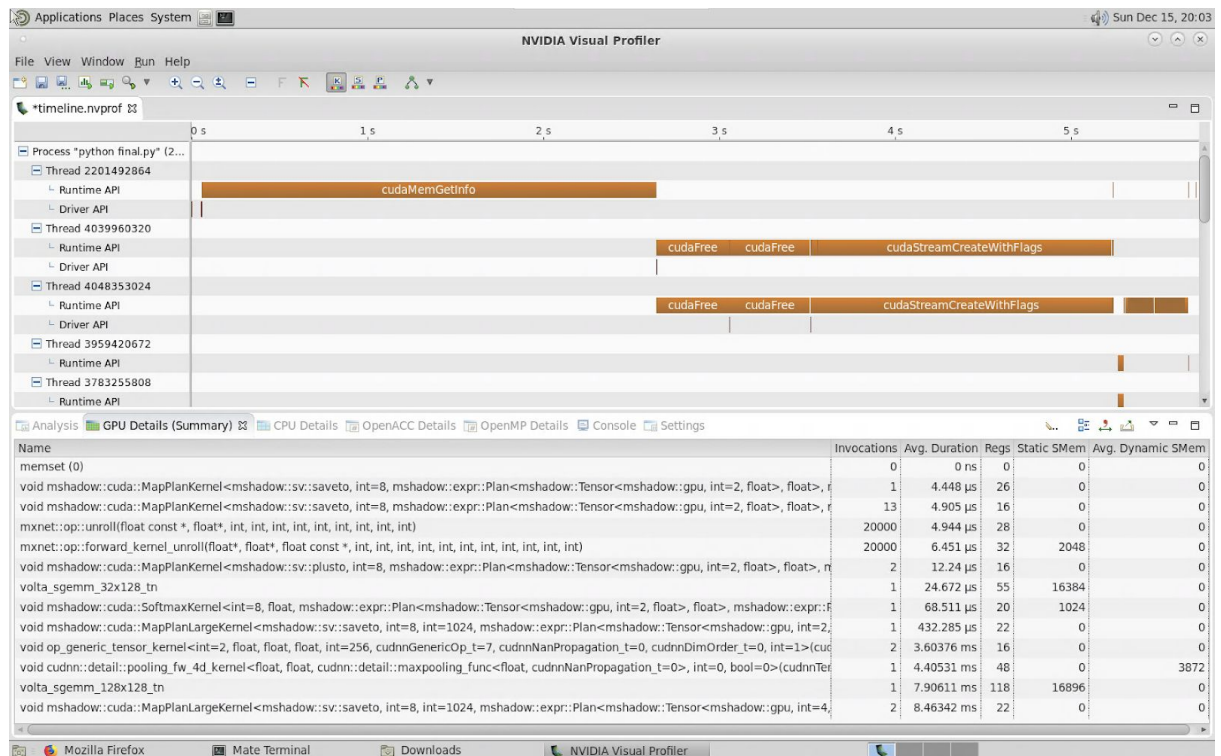 Applications Places System Sun Dec 15, 20:03
NVIDIA Visual Profiler
File View Window Run Help
*timeline.nvprof
0 s 1 s 2 s 3 s 4 s 5 s
Process "python final.py" (2...
Thread 2201492864
Runtime API cudaMemGetInfo
Driver API
Thread 4039960320
Runtime API cudaFree cudaFree cudaStreamCreateWithFlags
Driver API
Thread 4048353024
Runtime API cudaFree cudaFree cudaStreamCreateWithFlags
Driver API
Thread 3959420672
Runtime API
Thread 3783255808
Runtime API
Analysis GPU Details (Summary) CPU Details OpenACC Details OpenMP Details Console Settings
Name Invocations Avg. Duration Regs Static SMem Avg. Dynamic SMem
memset (0) 0 0 ns 0 0 0
void mshadow::cuda::MapPlanKernel<mshadow::sv::saveto, int=8, mshadow::expr::Plan<mshadow::Tensor<mshadow::gpu, int=2, float>, float>, r 1 4.448 µs 26 0 0
void mshadow::cuda::MapPlanKernel<mshadow::sv::saveto, int=8, mshadow::expr::Plan<mshadow::Tensor<mshadow::gpu, int=2, float>, float>, r 13 4.905 µs 16 0 0
mxnet::op::unroll(float const *, float*, int, int, int, int, int, int, int, int) 20000 4.944 µs 28 0 0
mxnet::op::forward_kernel_unroll(float*, float*, float const *, int, int, int, int, int, int, int, int, int, int) 20000 6.451 µs 32 2048 0
void mshadow::cuda::MapPlanKernel<mshadow::sv::plusto, int=8, mshadow::expr::Plan<mshadow::Tensor<mshadow::gpu, int=2, float>, float>, m 2 12.24 µs 16 0 0
volta_sgemm_32x128_tn 1 24.672 µs 55 16384 0
void mshadow::cuda::SoftmaxKernel<int=8, float, mshadow::expr::Plan<mshadow::Tensor<mshadow::gpu, int=2, float>, float>, mshadow::expr::F 1 68.511 µs 20 1024 0
void mshadow::cuda::MapPlanLargeKernel<mshadow::sv::saveto, int=8, int=1024, mshadow::expr::Plan<mshadow::Tensor<mshadow::gpu, int=2, 1 432.285 µs 22 0 0
void op_generic_tensor_kernel<int=2, float, float, float, int=256, cudnnGenericOp_t=7, cudnnNanPropagation_t=0, cudnnDimOrder_t=0, int=1>(cud 2 3.60376 ms 16 0 0
void cudnn::detail::pooling_fw_4d_kernel<float, float, cudnn::detail::maxpooling_func<float, cudnnNanPropagation_t=0>, int=0, bool=0>(cudnnTer 1 4.40531 ms 48 0 3872
volta_sgemm_128x128_tn 1 7.90611 ms 118 16896 0
void mshadow::cuda::MapPlanLargeKernel<mshadow::sv::saveto, int=8, int=1024, mshadow::expr::Plan<mshadow::Tensor<mshadow::gpu, int=4, 2 8.46342 ms 22 0 0
Mozilla Firefox Mate Terminal Downloads NVIDIA Visual Profiler